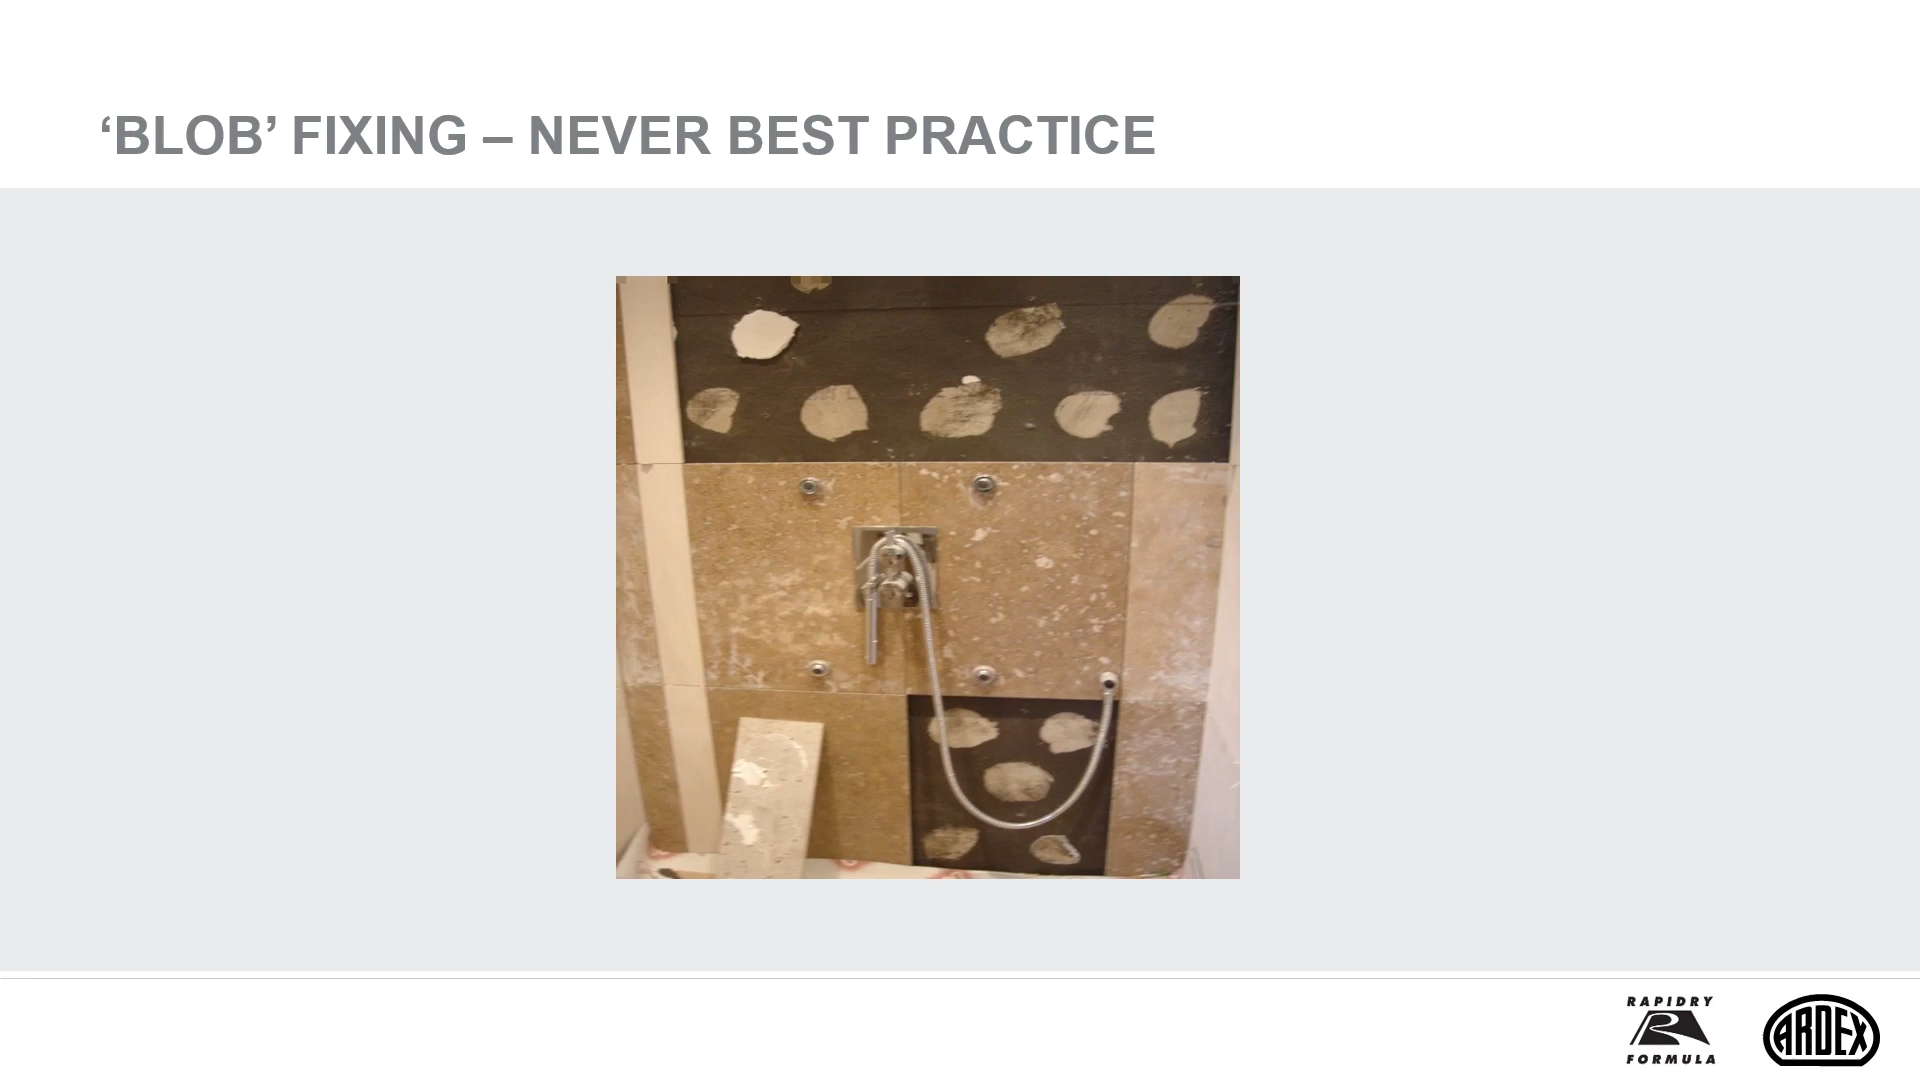 ‘BLOB’ FIXING – NEVER BEST PRACTICE
RAPIDRY
R
FORMULA
ARDEX